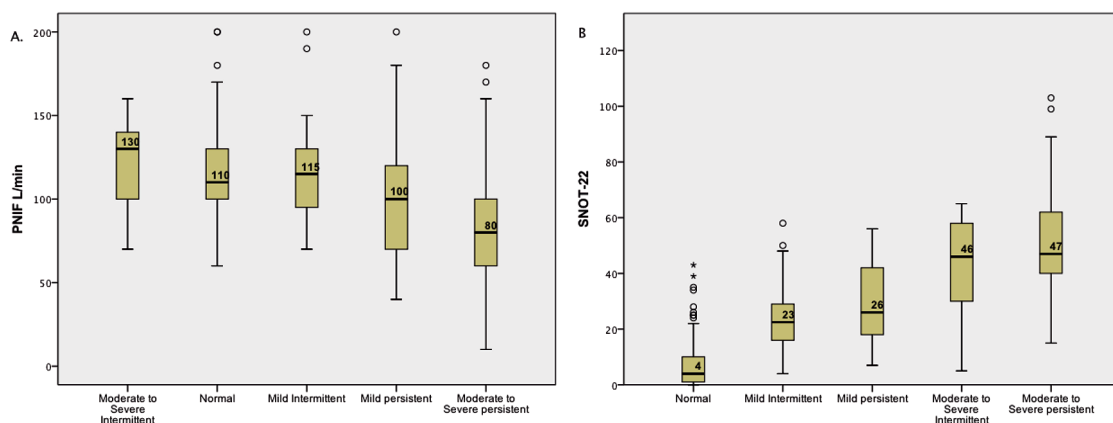 A.
PNIF L/min
200
150
100
50
0
130
110
115
100
80
Moderate to
Severe
Intermittent
Normal
Mild Intermittent
Mild persistent
Moderate to
Severe persistent
B
SNOT-22
120
100
80
60
40
20
0
4
23
26
46
47
Normal
Mild Intermittent
Mild persistent
Moderate to
Severe
Intermittent
Moderate to
Severe persistent